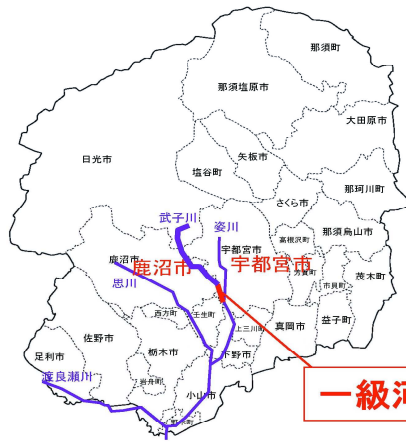 那須町
那須塩原市
大田原市
日光市
矢板市
塩谷町
那珂川町
さくら市
武子川
姿川
那須烏山市
高根沢町
宇都宮市
宇都宮市
鹿沼市
鹿沼市
芳賀町
茂木町
思川
市貝町
西方町
壬生町
益子町
上三川町
真岡市
佐野市
栃木市
下野市
足利市
渡良瀬川
岩舟町
小山市
一級河